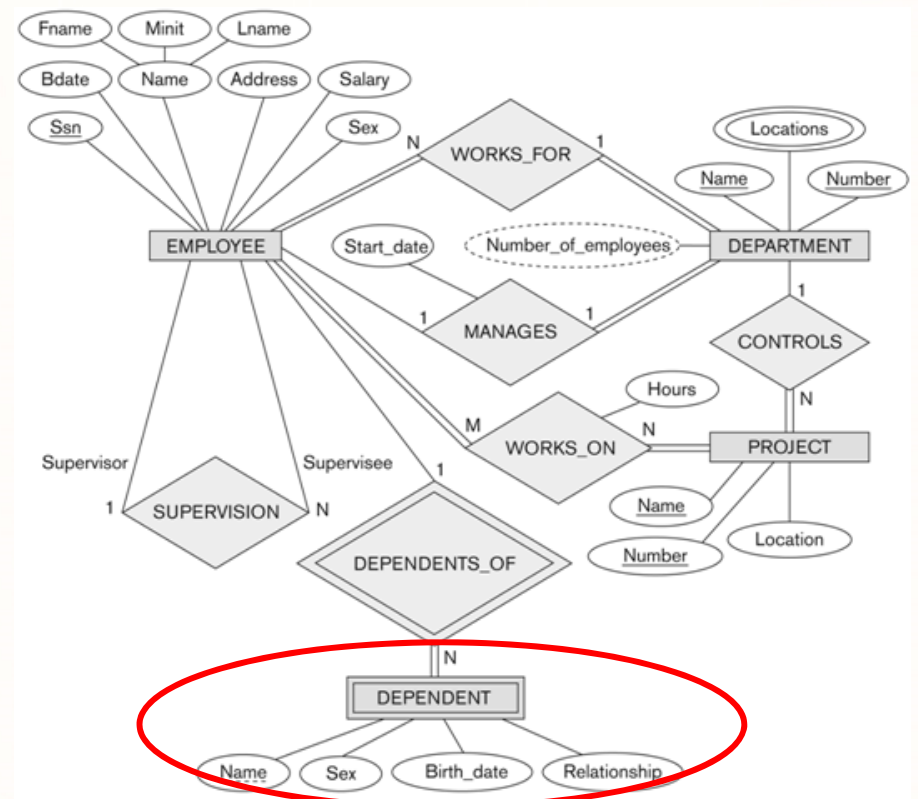 Fname
Minit
Lname
Bdate
Name
Address
Salary
Ssn
Sex
N
WORKS_FOR
1
Locations
Name
Number
EMPLOYEE
Start_date
Number_of_employees
DEPARTMENT
1
MANAGES
1
1
CONTROLS
N
Hours
M
WORKS_ON
N
PROJECT
Supervisor
Supervisee
1
SUPERVISION
N
1
Name
Number
Location
DEPENDENTS_OF
N
DEPENDENT
Name
Sex
Birth_date
Relationship